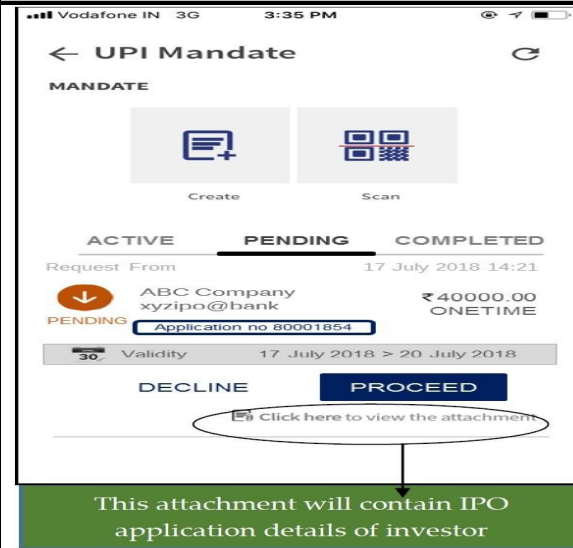 Vodafone IN 3G 3:35 PM
← UPI Mandate
MANDATE
Create Scan
ACTIVE PENDING COMPLETED
Request From 17 July 2018 14:21
ABC Company ₹40000.00
xyzipo@bank ONETIME
PENDING
Application no 80001854
30 Validity 17 July 2018 > 20 July 2018
DECLINE PROCEED
Click here to view the attachment
This attachment will contain IPO
application details of investor